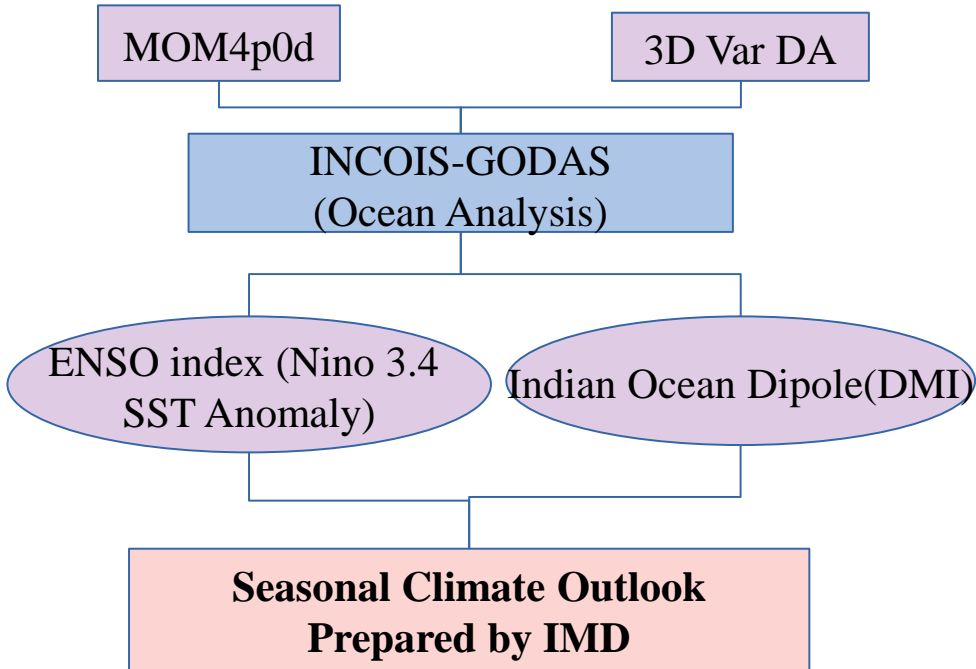 MOM4p0d
3D Var DA
INCOIS-GODAS
(Ocean Analysis)
ENSO index (Nino 3.4
SST Anomaly)
Indian Ocean Dipole(DMI)
Seasonal Climate Outlook
Prepared by IMD